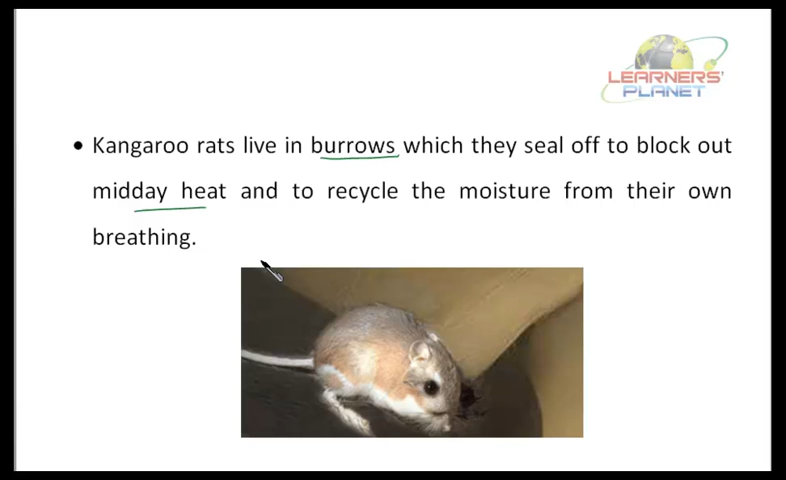 LEARNERS'
PLANET
• Kangaroo rats live in burrows which they seal off to block out
midday heat and to recycle the moisture from their own
breathing.